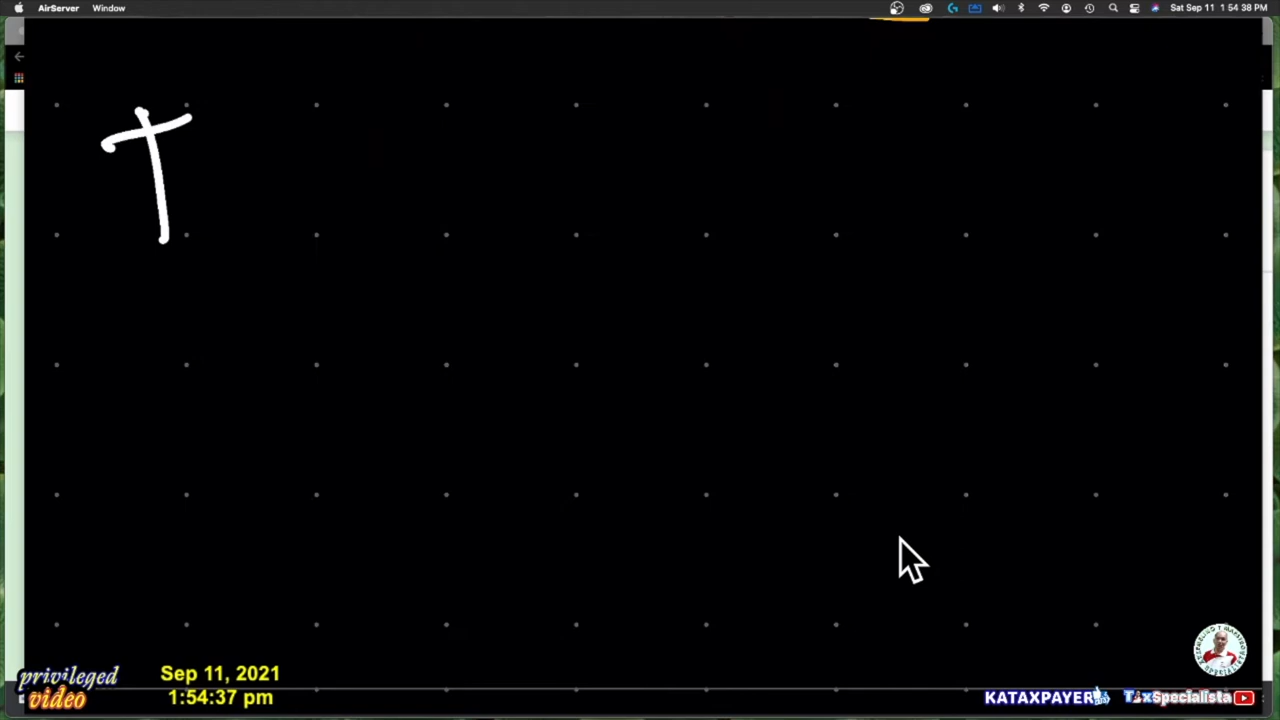 AirServer Window
Sat Sep 11 1:54:38 PM
T
privileged
video
Sep 11, 2021
1:54:37 pm
KATAXPAYER
TaxSpecialista